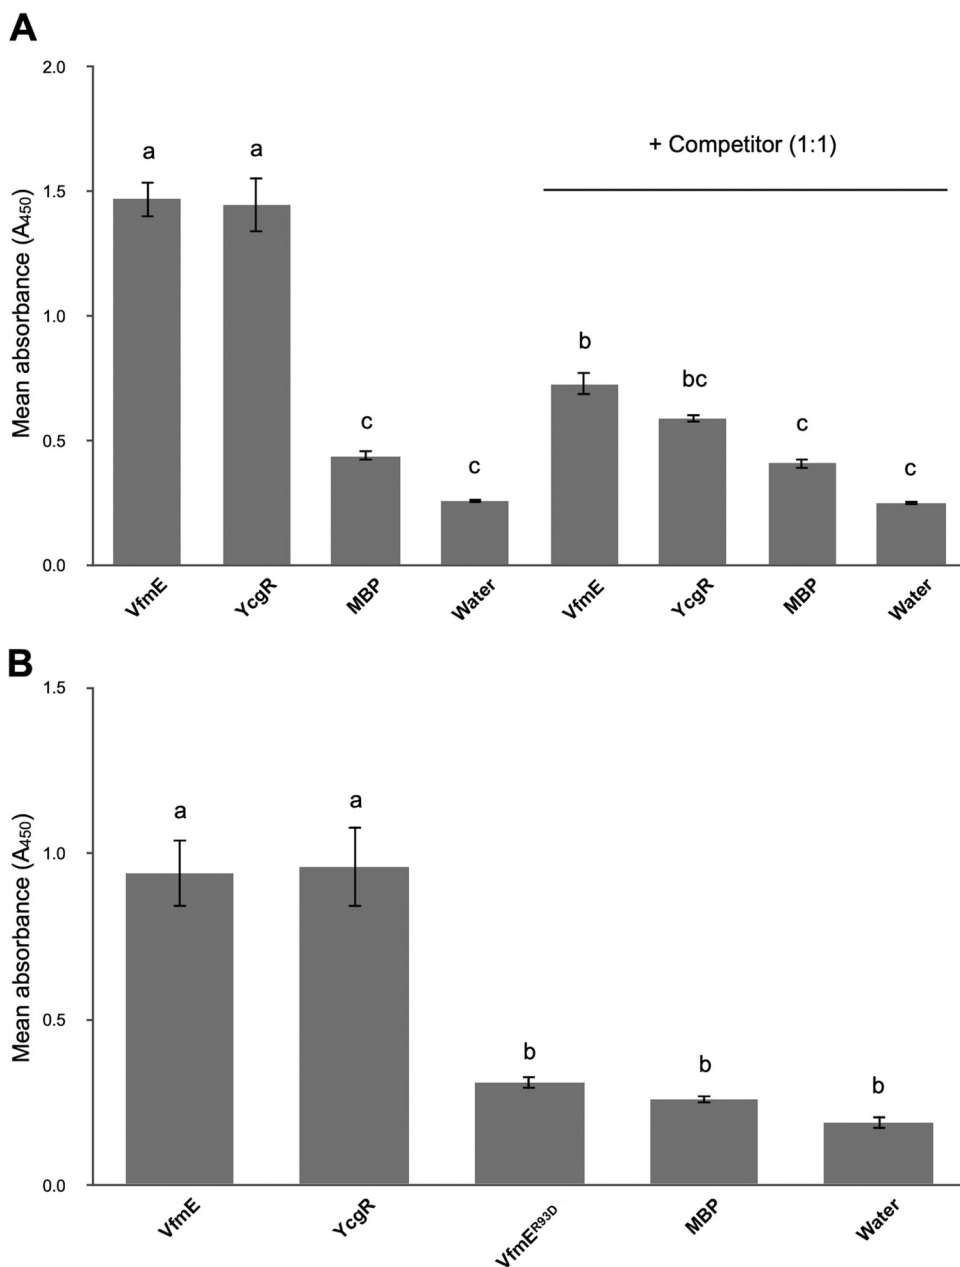 A
2.0
1.5
1.0
0.5
0.0
Mean absorbance (A450)
+ Competitor (1:1)
a
a
c
c
b
bc
c
c
VfmE
YcgR
MBP
Water
VfmE
YcgR
MBP
Water
B
1.5
1.0
0.5
0.0
Mean absorbance (A450)
a
a
b
b
b
VfmE
YcgR
VfmER93D
MBP
Water